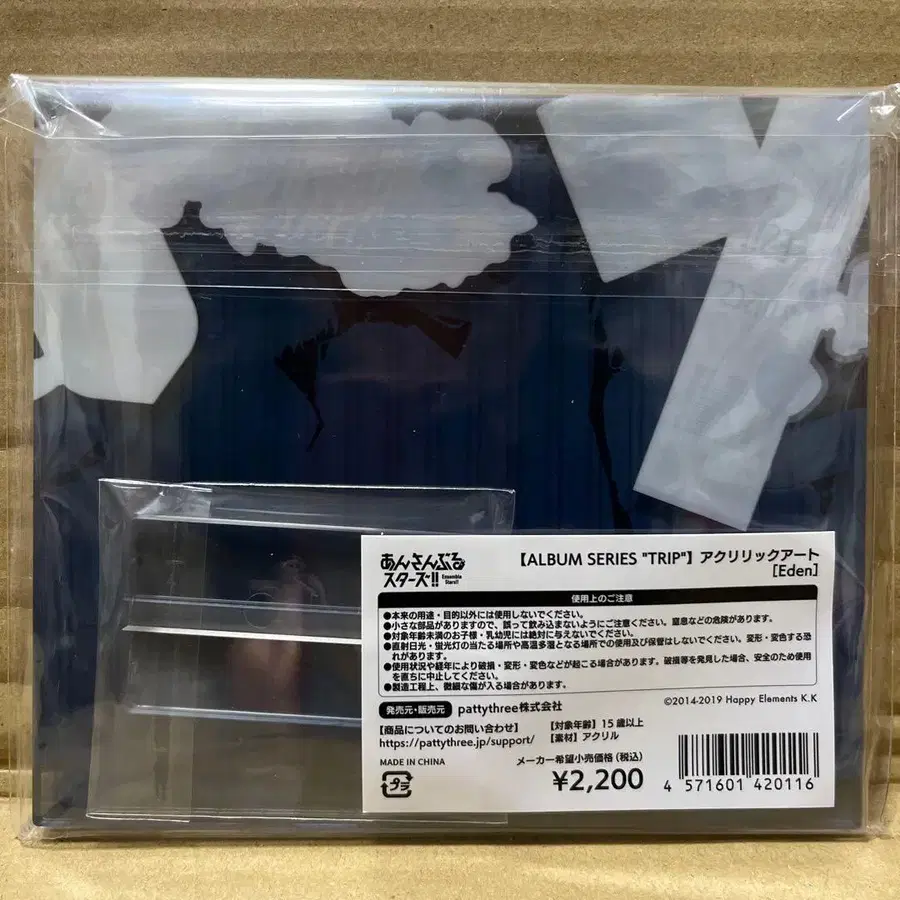 あんさんぶる
スターズ!!
Ensemble
Stars!!
【ALBUM SERIES "TRIP"】アクリリックアート
[Eden]
使用上のご注意
●本来の用途・目的以外には使用しないでください。
●小さな部品がありますので、誤って飲み込まないようにご注意ください。窒息などの危険があります。
●対象年齢未満のお子様・乳幼児には絶対に与えないでください。
●直射日光・蛍光灯の当たる場所や高温多湿となる場所での使用及び保管はしないでください。変形・変色する恐
れがあります。
●使用状況や経年により破損・変形・変色などが起こる場合があります。破損等を発見した場合、安全のため使用
を直ちに中止してください。
●製造工程上、微細な傷が入る場合があります。
©2014-2019 Happy Elements K.K
発売元・販売元 pattythree株式会社
【商品についてのお問い合わせ】
https://pattythree.jp/support/
【対象年齢】15歳以上
【素材】アクリル
MADE IN CHINA
メーカー希望小売価格(税込)
¥2,200
プラ
4 571601 420116